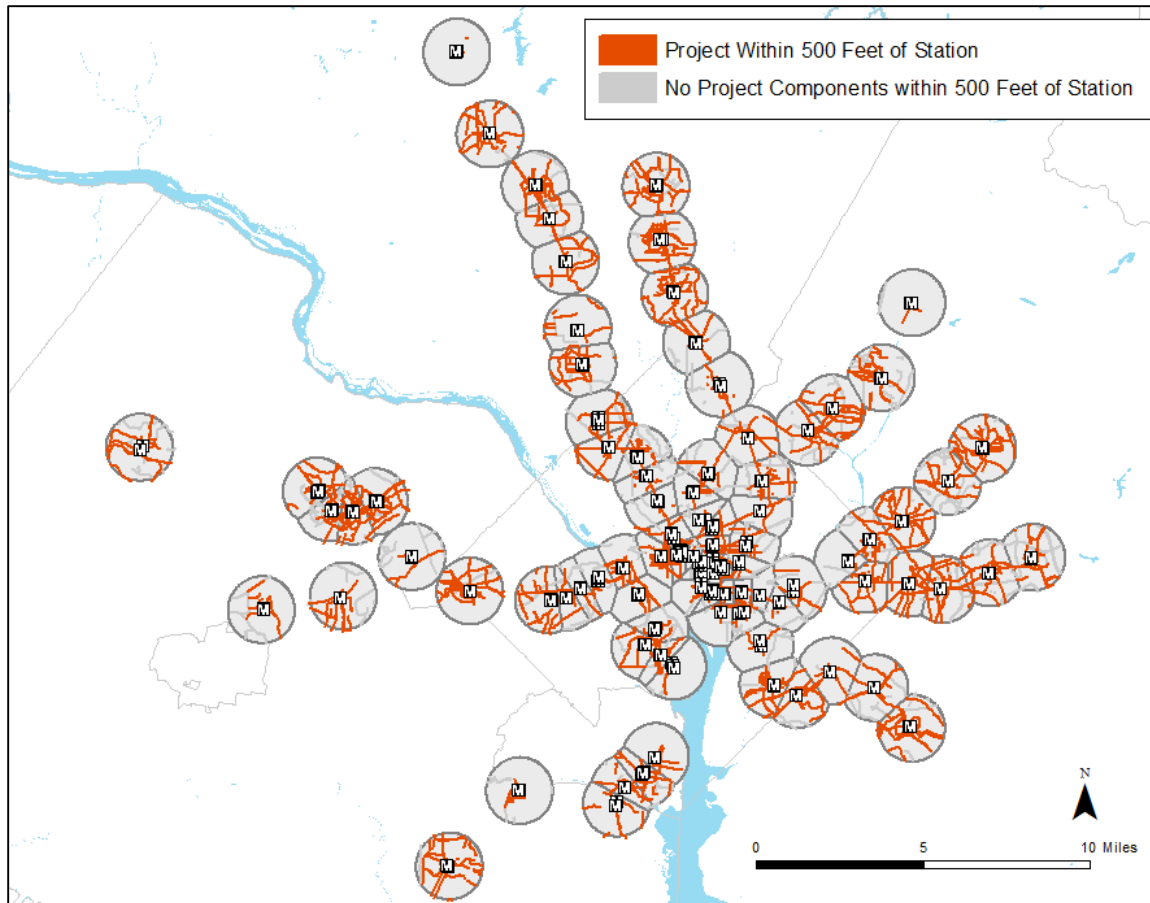 Project Within 500 Feet of Station
No Project Components within 500 Feet of Station
N
0 5 10 Miles